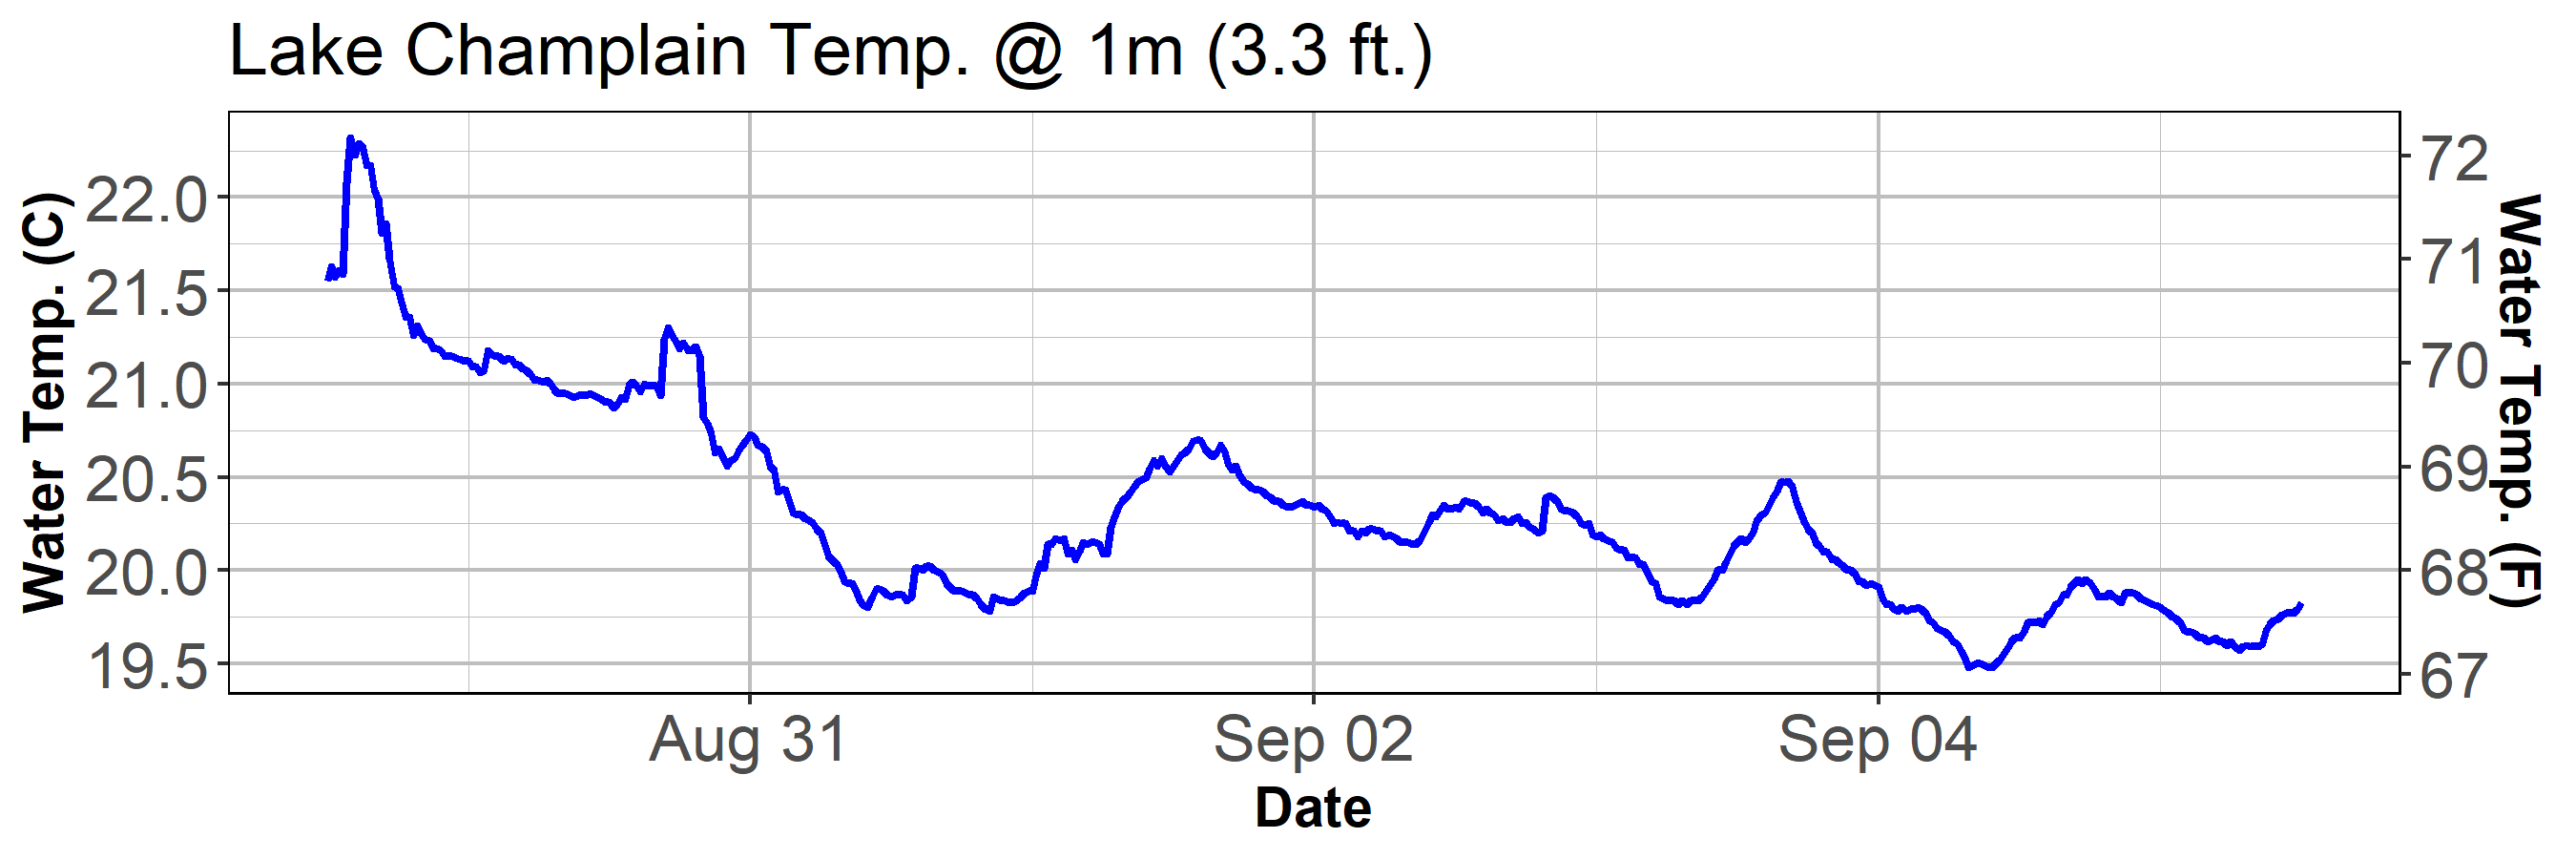 Lake Champlain Temp. @ 1m (3.3 ft.)
Water Temp. (C)
22.0
21.5
21.0
20.5
20.0
19.5
72
71
70
69
68
67
Water Temp. (F)
Aug 31
Sep 02
Sep 04
Date